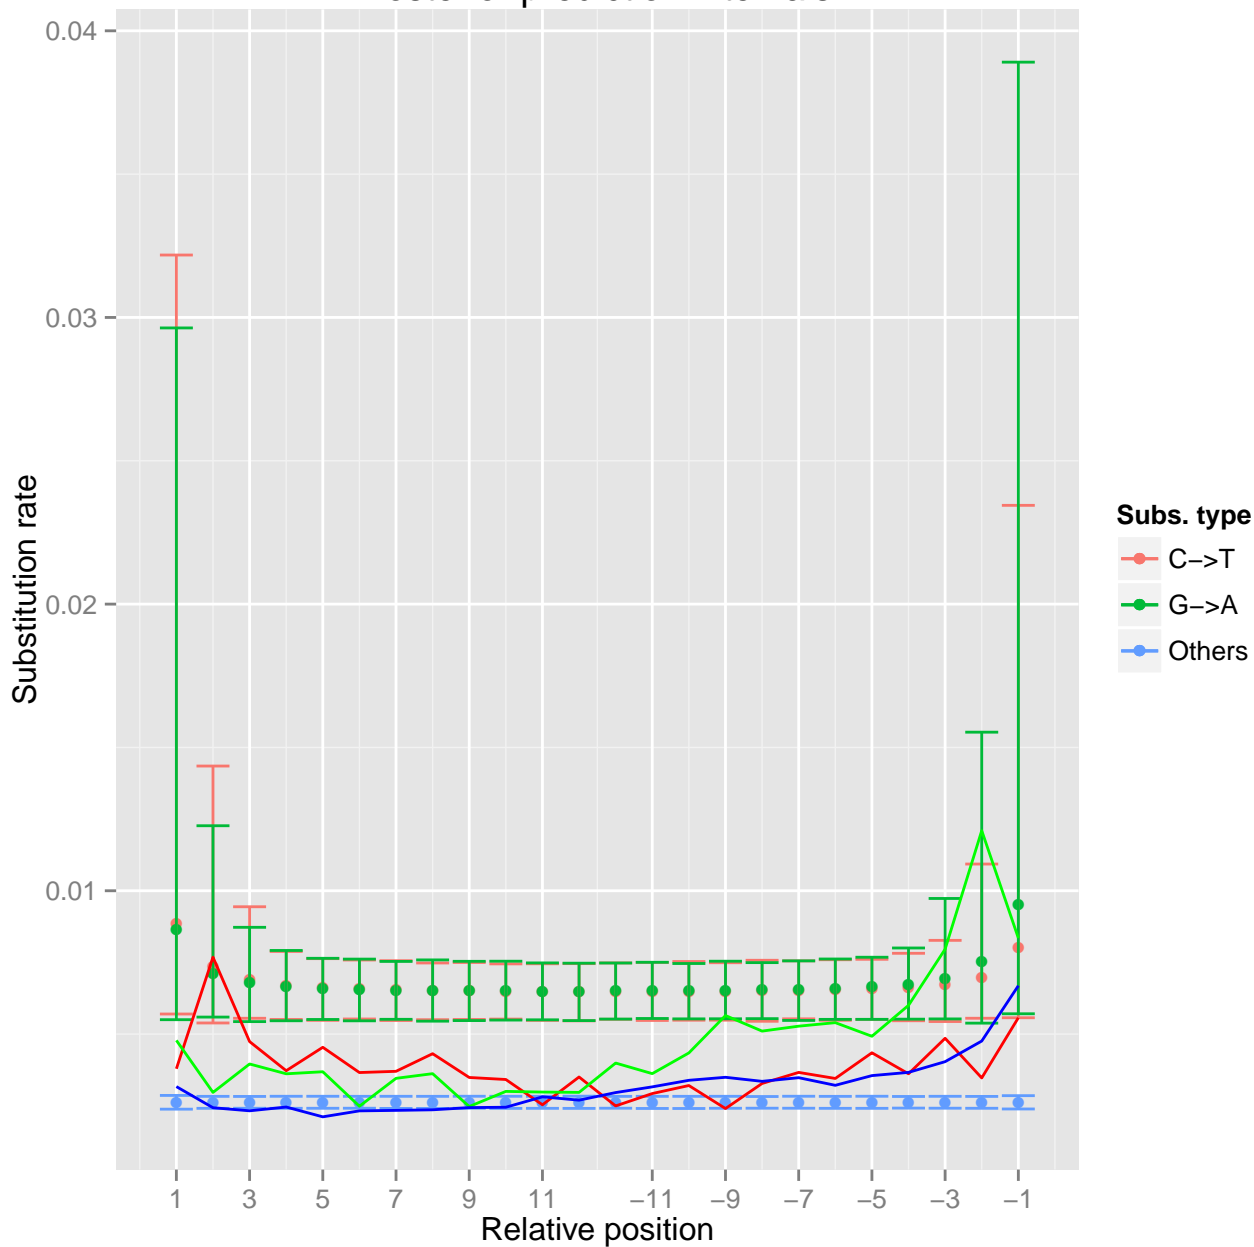 0.04
0.03
0.02
0.01
Substitution rate
1 3 5 7 9 11 −11 −9 −7 −5 −3 −1
Relative position
Subs. type
C−>T
G−>A
Others